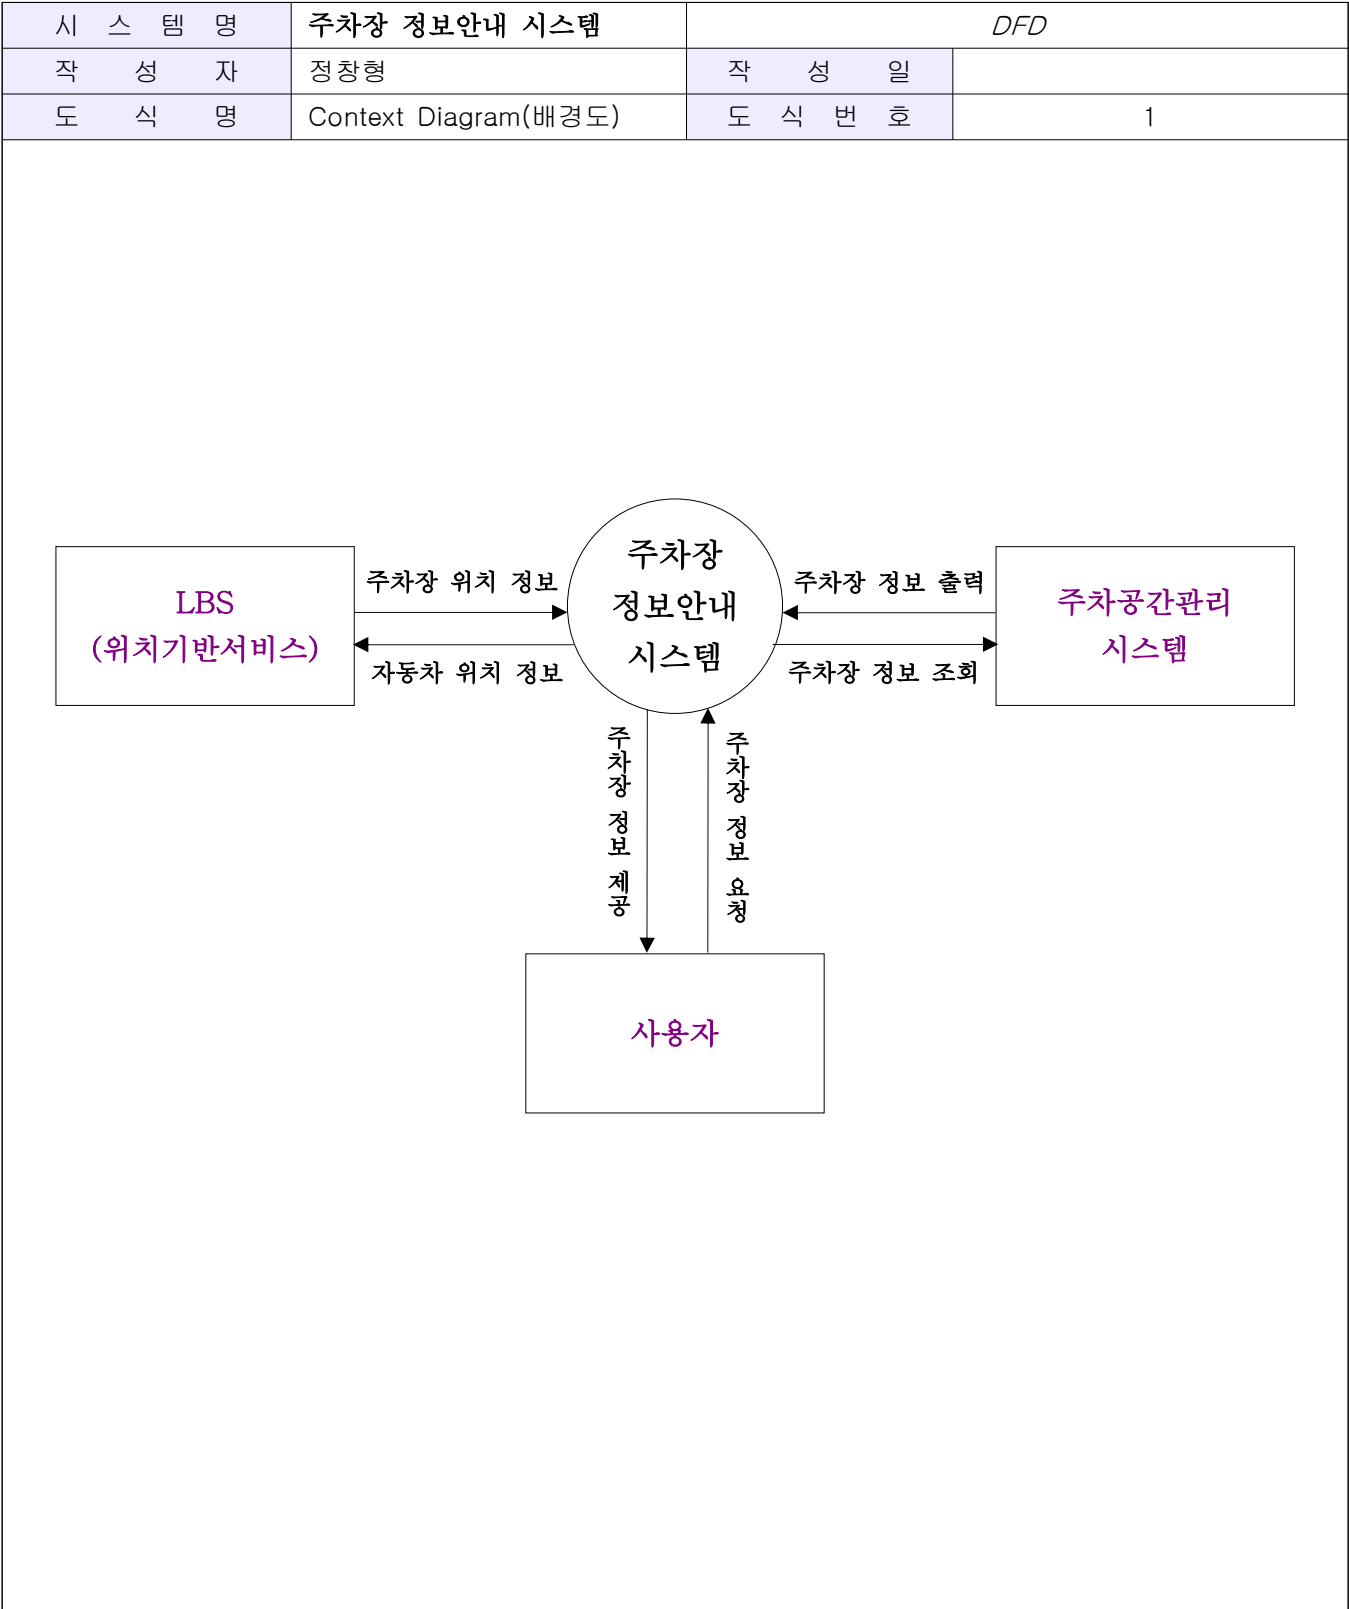 시 스 템 명 주차장 정보안내 시스템 DFD
작 성 자 정창형 작 성 일
도 식 명 Context Diagram(배경도) 도 식 번 호 1
주차장
정보안내
시스템
LBS
(위치기반서비스)
주차장 위치 정보
자동차 위치 정보
주차장 정보 출력
주차장 정보 조회
주차공간관리
시스템
주차장 정보 제공
주차장 정보 요청
사용자